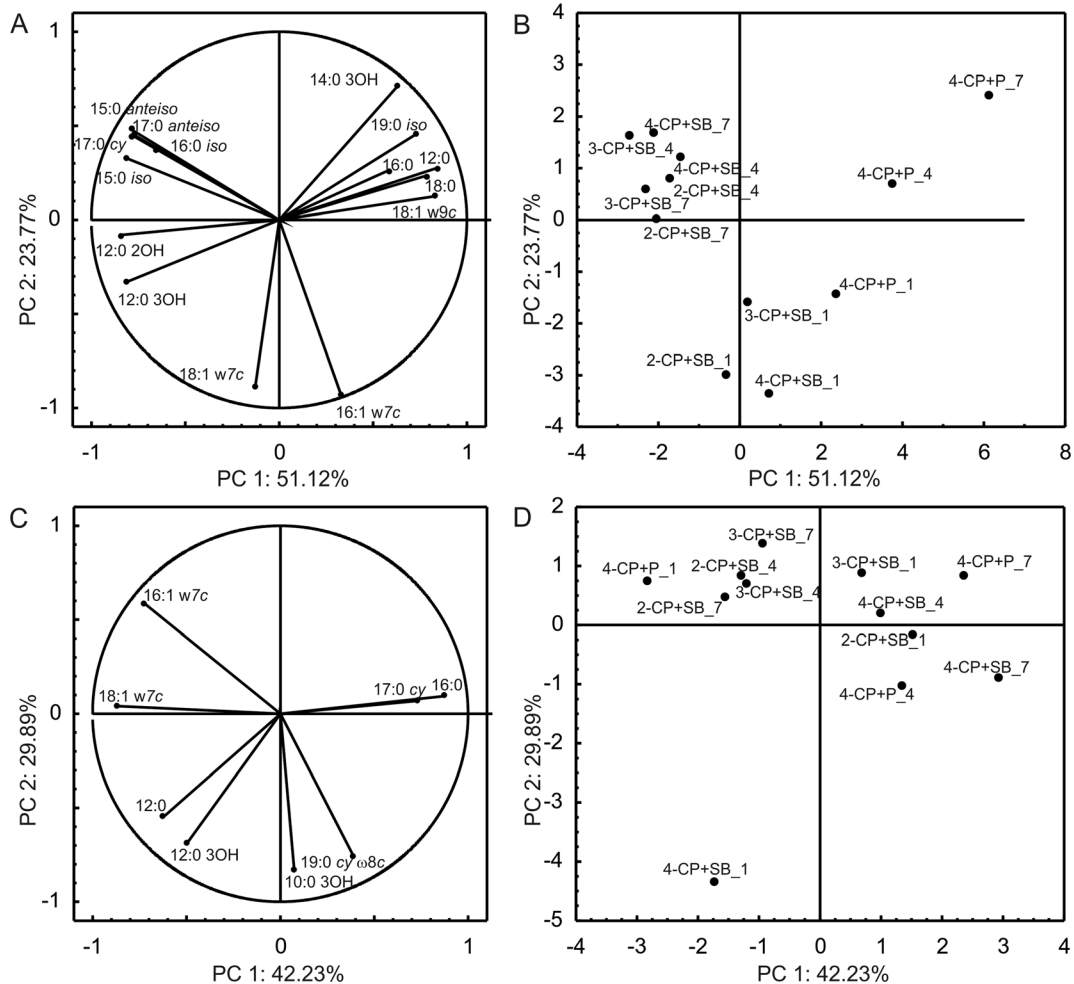 A
1
14:0 3OH
15:0 anteiso
17:0 anteiso
19:0 iso
17:0 cy
16:0 iso
16:0
12:0
15:0 iso
18:0
18:1 w9c
0
12:0 2OH
12:0 3OH
18:1 w7c
16:1 w7c
-1
-1 0 1
PC 2: 23.77%
PC 1: 51.12%
B
4
3
2
1
0
-1
-2
-3
-4
4-CP+P_7
4-CP+SB_7
3-CP+SB_4
4-CP+SB_4
4-CP+P_4
2-CP+SB_4
3-CP+SB_7
2-CP+SB_7
4-CP+P_1
3-CP+SB_1
2-CP+SB_1
4-CP+SB_1
-4 -2 0 2 4 6 8
PC 2: 23.77%
PC 1: 51.12%
C
1
16:1 w7c
18:1 w7c
17:0 cy
16:0
0
12:0
12:0 3OH
19:0 cy ω8c
10:0 3OH
-1
-1 0 1
PC 2: 29.89%
PC 1: 42.23%
D
2
1
0
-1
-2
-3
-4
-5
3-CP+SB_7
4-CP+P_1
2-CP+SB_4
3-CP+SB_4
2-CP+SB_7
3-CP+SB_1
4-CP+P_7
4-CP+SB_4
2-CP+SB_1
4-CP+SB_7
4-CP+P_4
4-CP+SB_1
-4 -3 -2 -1 0 1 2 3 4
PC 2: 29.89%
PC 1: 42.23%